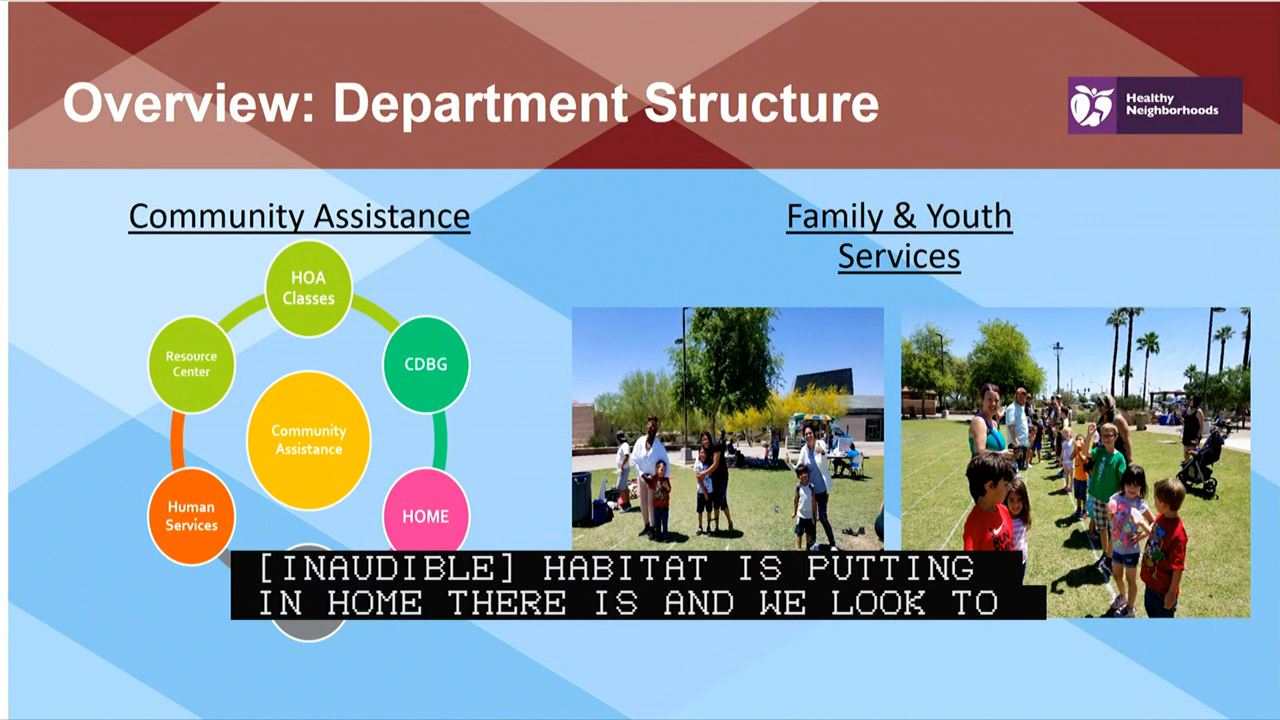 Overview: Department Structure
Healthy
Neighborhoods
Community Assistance
Family & Youth
Services
HOA
Classes
Resource
Center
CDBG
Community
Assistance
Human
Services
HOME
[INAUDIBLE] HABITAT IS PUTTING
IN HOME THERE IS AND WE LOOK TO